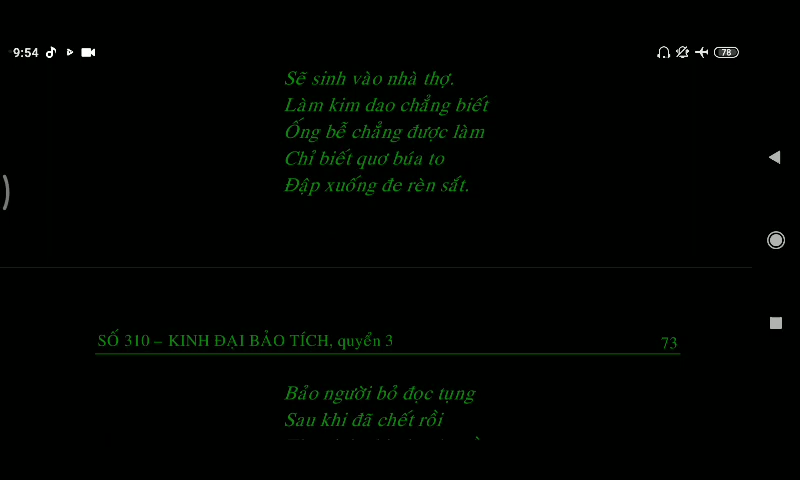 9:54
78
Sẽ sinh vào nhà thợ.
Làm kim dao chẳng biết
Ống bễ chẳng được làm
Chỉ biết quơ búa to
Đập xuống đe rèn sắt.
SỐ 310 – KINH ĐẠI BẢO TÍCH, quyển 3 73
Bảo người bỏ đọc tụng
Sau khi đã chết rồi